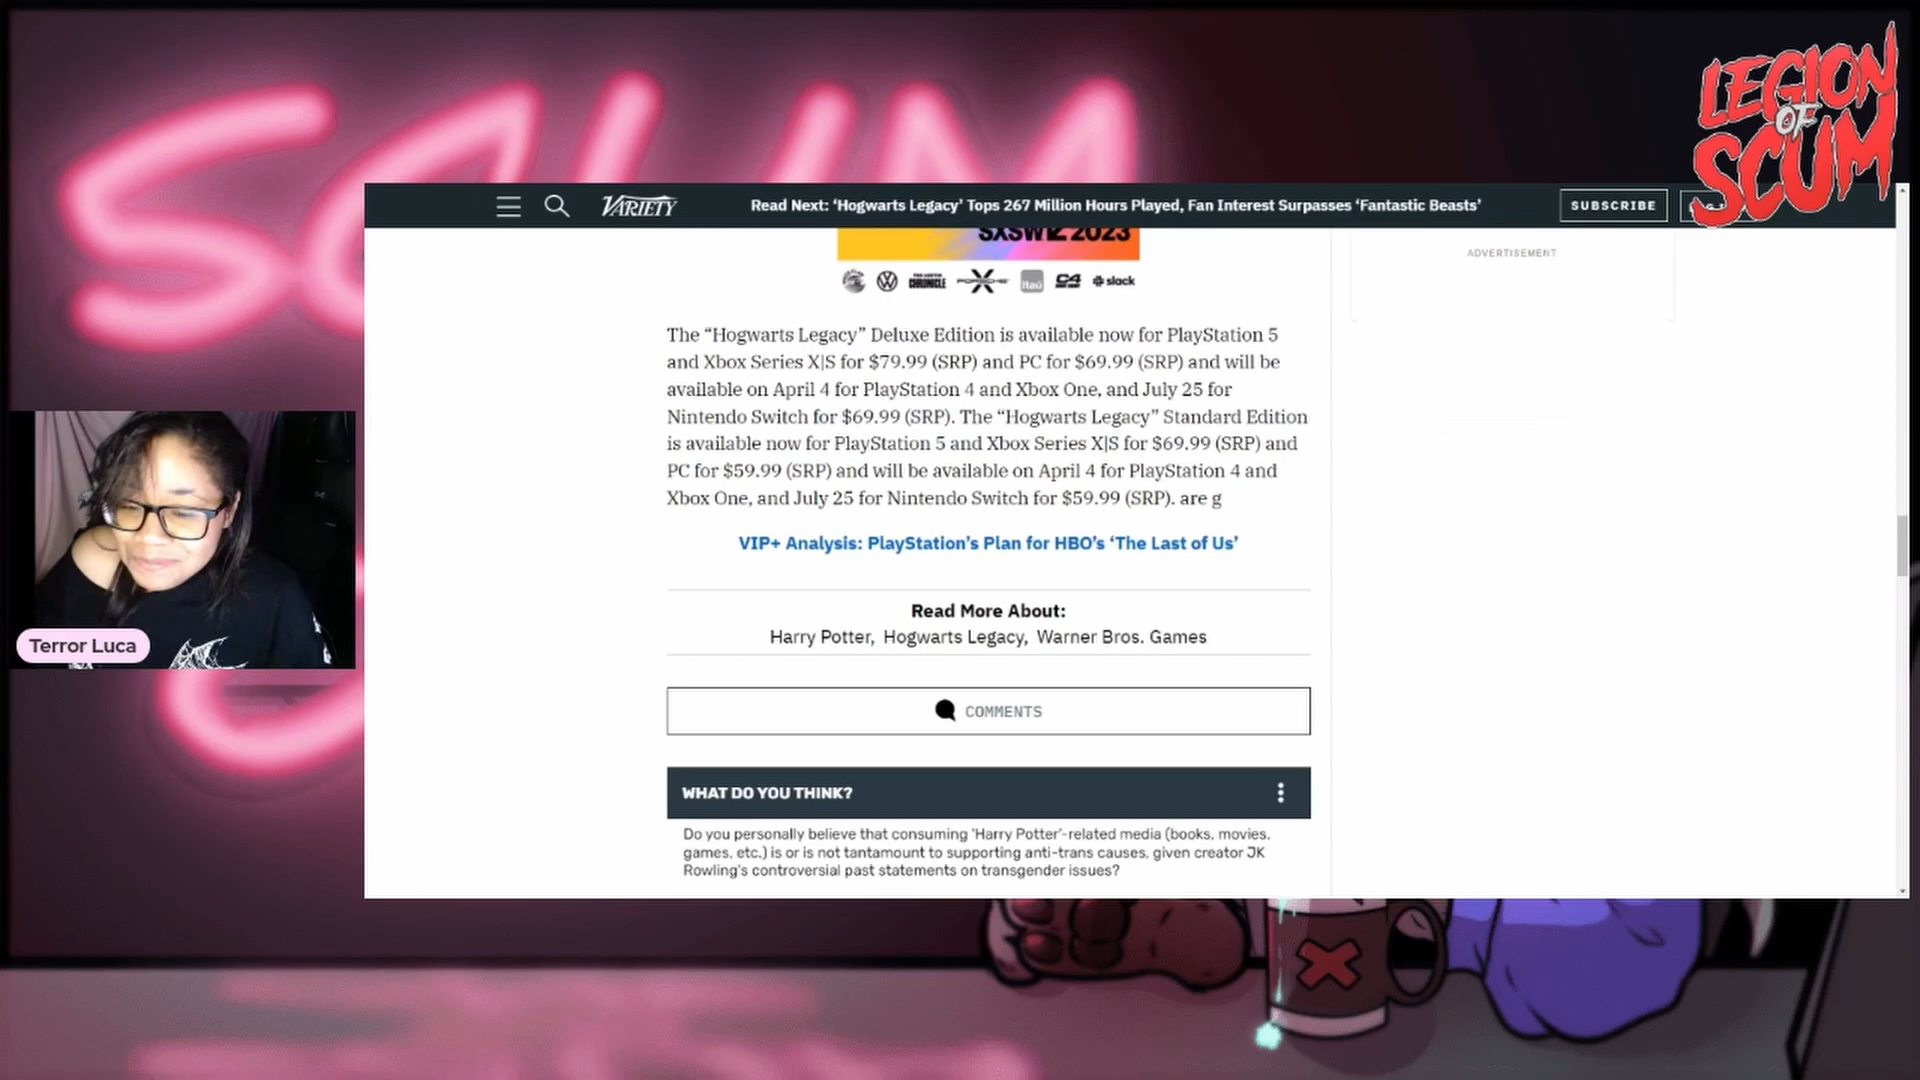 SCUM
LEGION
OF
SCUM
VARIETY
Read Next: ‘Hogwarts Legacy’ Tops 267 Million Hours Played, Fan Interest Surpasses ‘Fantastic Beasts’
SUBSCRIBE
SXSW 2023
CHRONICLE
PORSCHE
itaú
C4
slack
ADVERTISEMENT
The “Hogwarts Legacy” Deluxe Edition is available now for PlayStation 5
and Xbox Series X|S for $79.99 (SRP) and PC for $69.99 (SRP) and will be
available on April 4 for PlayStation 4 and Xbox One, and July 25 for
Nintendo Switch for $69.99 (SRP). The “Hogwarts Legacy” Standard Edition
is available now for PlayStation 5 and Xbox Series X|S for $69.99 (SRP) and
PC for $59.99 (SRP) and will be available on April 4 for PlayStation 4 and
Xbox One, and July 25 for Nintendo Switch for $59.99 (SRP). are g
VIP+ Analysis: PlayStation’s Plan for HBO’s ‘The Last of Us’
Read More About:
Harry Potter, Hogwarts Legacy, Warner Bros. Games
COMMENTS
WHAT DO YOU THINK?
Do you personally believe that consuming 'Harry Potter'-related media (books, movies,
games, etc.) is or is not tantamount to supporting anti-trans causes, given creator JK
Rowling's controversial past statements on transgender issues?
Terror Luca